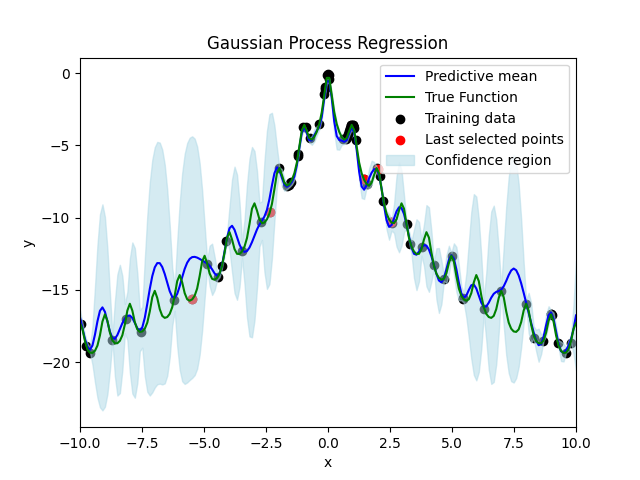 Gaussian Process Regression
Predictive mean
True Function
Training data
Last selected points
Confidence region
y
0
−5
−10
−15
−20
−10.0 −7.5 −5.0 −2.5 0.0 2.5 5.0 7.5 10.0
x